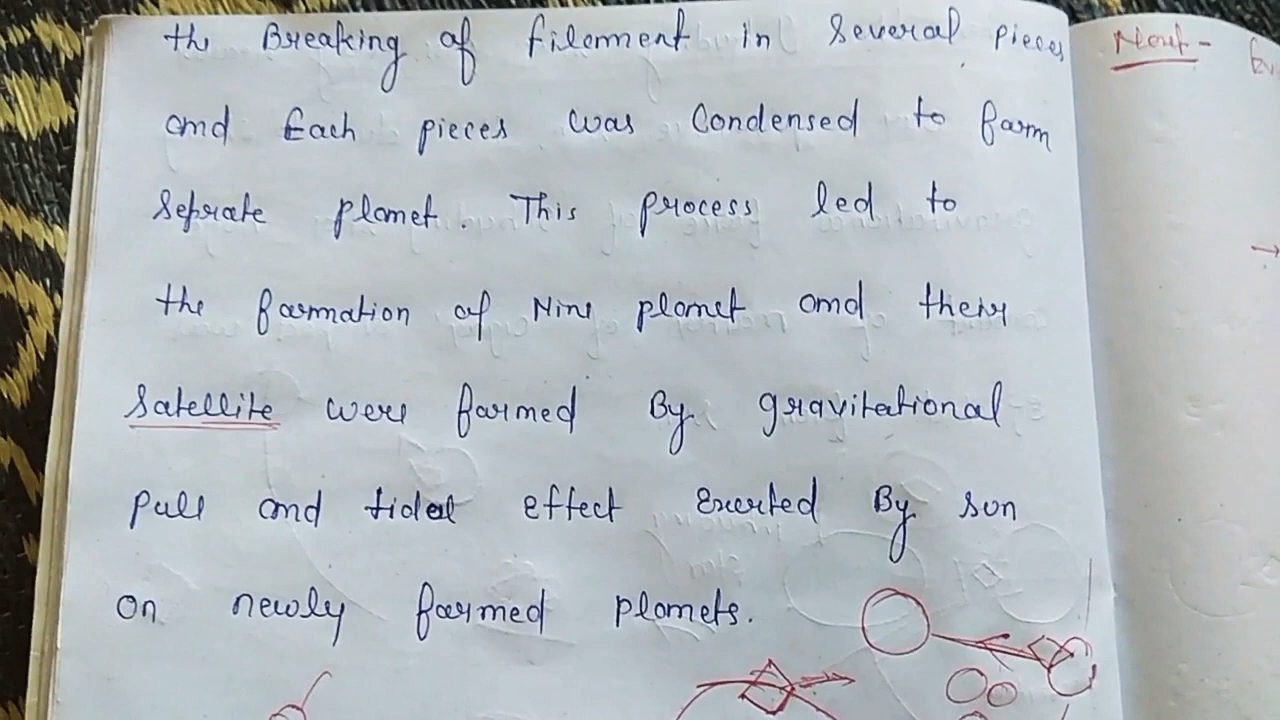 the Breaking of filement in Several pieces
and Each pieces was Condensed to form
Seprate planet. This process led to
the formation of Nine planet and their
Satellite were formed By gravitational
Pull and tidal effect Exerted By sun
on newly formed planets.